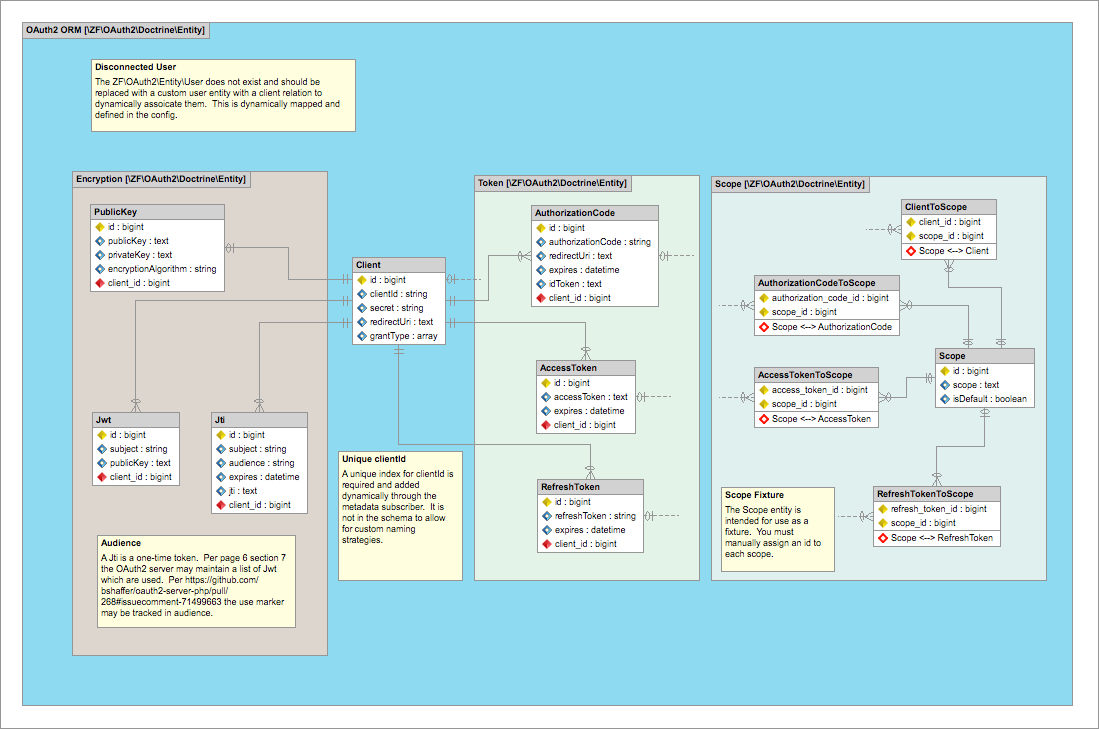 OAuth2 ORM [\ZF\OAuth2\Doctrine\Entity]
Disconnected User
The ZF\OAuth2\Entity\User does not exist and should be
replaced with a custom user entity with a client relation to
dynamically assoicate them.  This is dynamically mapped and
defined in the config.
Encryption [\ZF\OAuth2\Doctrine\Entity]
PublicKey
id : bigint
publicKey : text
privateKey : text
encryptionAlgorithm : string
client_id : bigint
Jwt
id : bigint
subject : string
publicKey : text
client_id : bigint
Jti
id : bigint
subject : string
audience : string
expires : datetime
jti : text
client_id : bigint
Audience
A Jti is a one-time token.  Per page 6 section 7
the OAuth2 server may maintain a list of Jwt
which are used.  Per https://github.com/
bshaffer/oauth2-server-php/pull/
268#issuecomment-71499663 the use marker
may be tracked in audience.
Client
id : bigint
clientId : string
secret : string
redirectUri : text
grantType : array
Unique clientId
A unique index for clientId is
required and added
dynamically through the
metadata subscriber.  It is
not in the schema to allow
for custom naming
strategies.
Token [\ZF\OAuth2\Doctrine\Entity]
AuthorizationCode
id : bigint
authorizationCode : string
redirectUri : text
expires : datetime
idToken : text
client_id : bigint
AccessToken
id : bigint
accessToken : text
expires : datetime
client_id : bigint
RefreshToken
id : bigint
refreshToken : string
expires : datetime
client_id : bigint
Scope [\ZF\OAuth2\Doctrine\Entity]
ClientToScope
client_id : bigint
scope_id : bigint
Scope <--> Client
AuthorizationCodeToScope
authorization_code_id : bigint
scope_id : bigint
Scope <--> AuthorizationCode
AccessTokenToScope
access_token_id : bigint
scope_id : bigint
Scope <--> AccessToken
Scope
id : bigint
scope : text
isDefault : boolean
Scope Fixture
The Scope entity is
intended for use as a
fixture.  You must
manually assign an id to
each scope.
RefreshTokenToScope
refresh_token_id : bigint
scope_id : bigint
Scope <--> RefreshToken